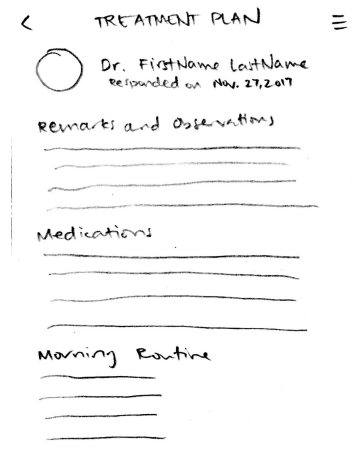 TREATMENT PLAN
Dr. FirstName LastName
Responded on Nov. 27, 2017
Remarks and Observations
Medications
Morning Routine